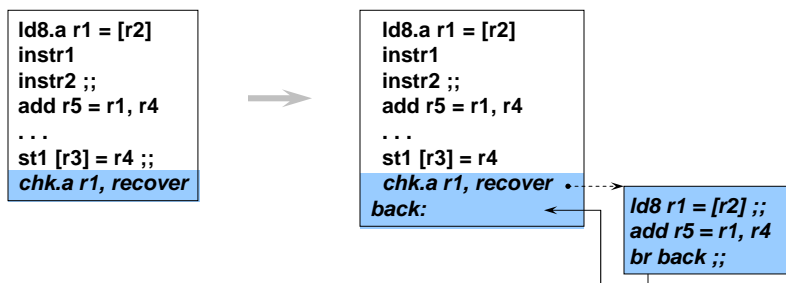 ld8.a r1 = [r2]
instr1
instr2 ;;
add r5 = r1, r4
. . .
st1 [r3] = r4 ;;
chk.a r1, recover
ld8.a r1 = [r2]
instr1
instr2 ;;
add r5 = r1, r4
. . .
st1 [r3] = r4
chk.a r1, recover
back:
ld8 r1 = [r2] ;;
add r5 = r1, r4
br back ;;